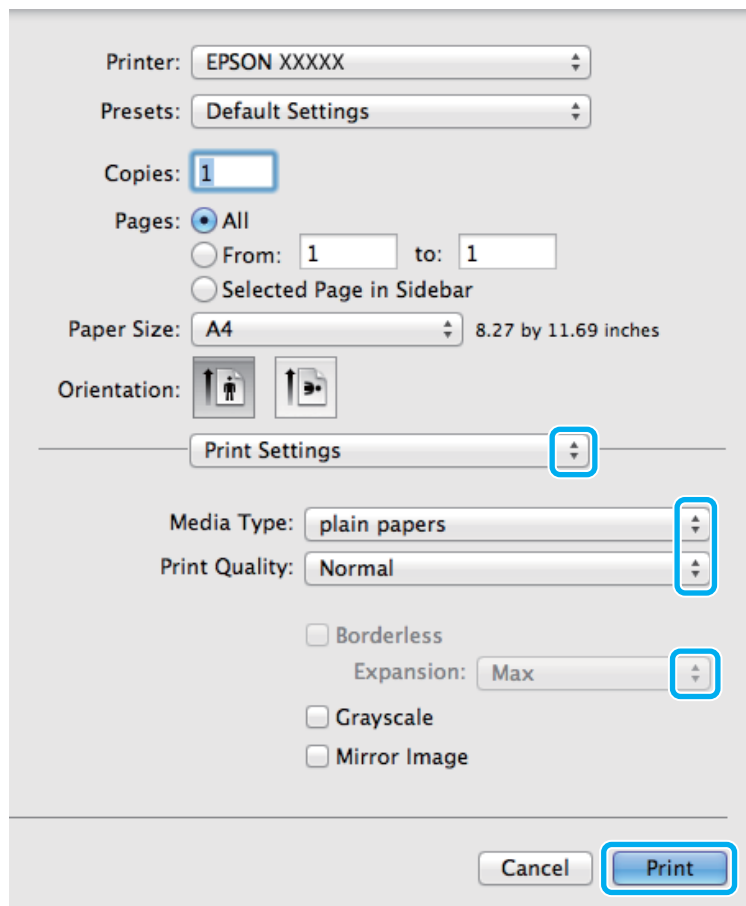 Printer: EPSON XXXXX
Presets: Default Settings
Copies: 1
Pages: All
From: 1 to: 1
Selected Page in Sidebar
Paper Size: A4 8.27 by 11.69 inches
Orientation:
Print Settings
Media Type: plain papers
Print Quality: Normal
Borderless
Expansion: Max
Grayscale
Mirror Image
Cancel Print